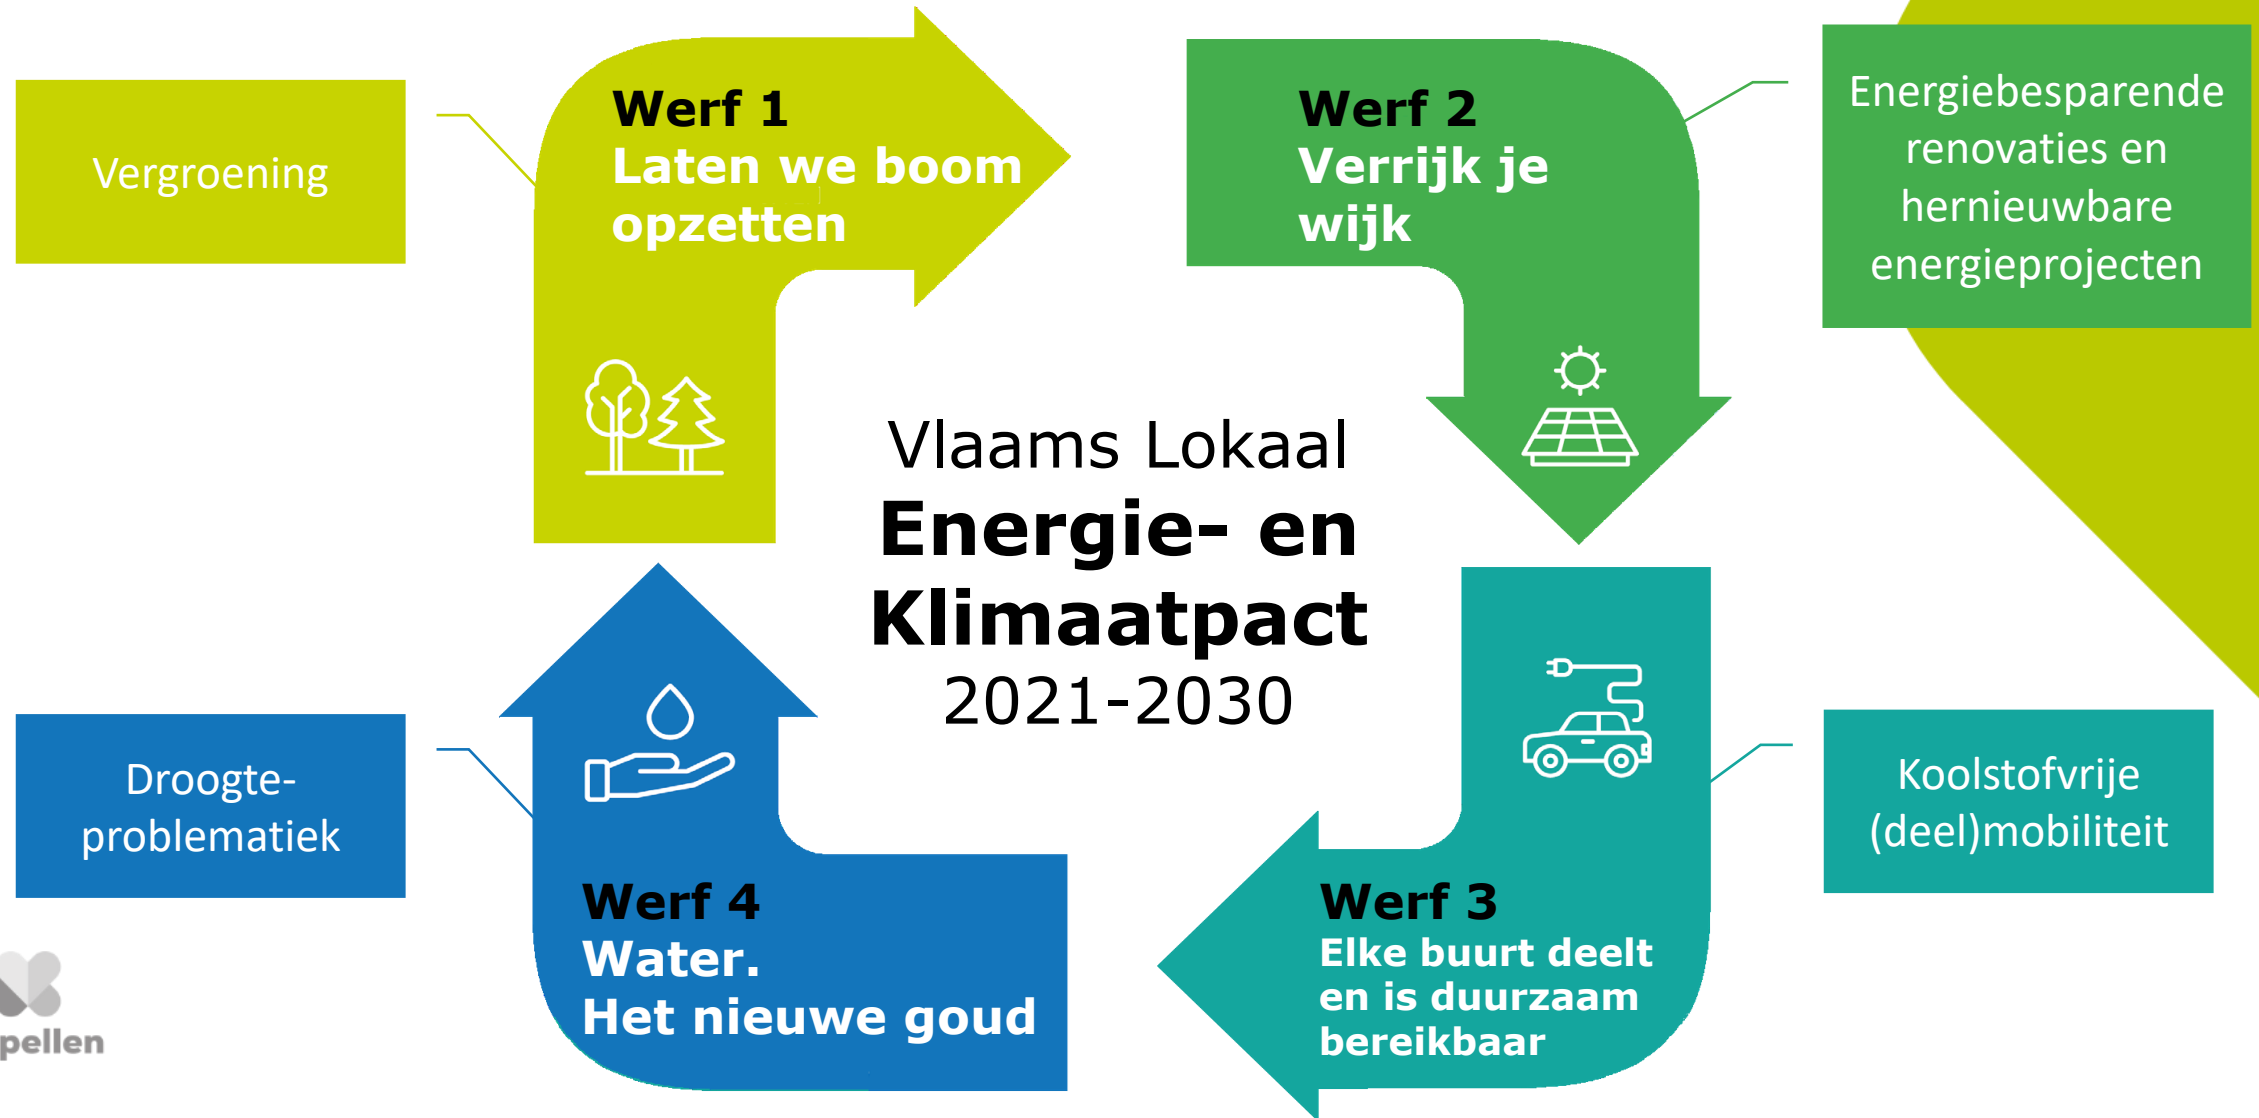 Vergroening
Werf 1
Laten we boom
opzetten
Werf 2
Verrijk je
wijk
Energiebesparende
renovaties en
hernieuwbare
energieprojecten
Vlaams Lokaal
Energie- en
Klimaatpact
2021-2030
Droogte-
problematiek
Werf 4
Water.
Het nieuwe goud
Werf 3
Elke buurt deelt
en is duurzaam
bereikbaar
Koolstofvrije
(deel)mobiliteit
pellen